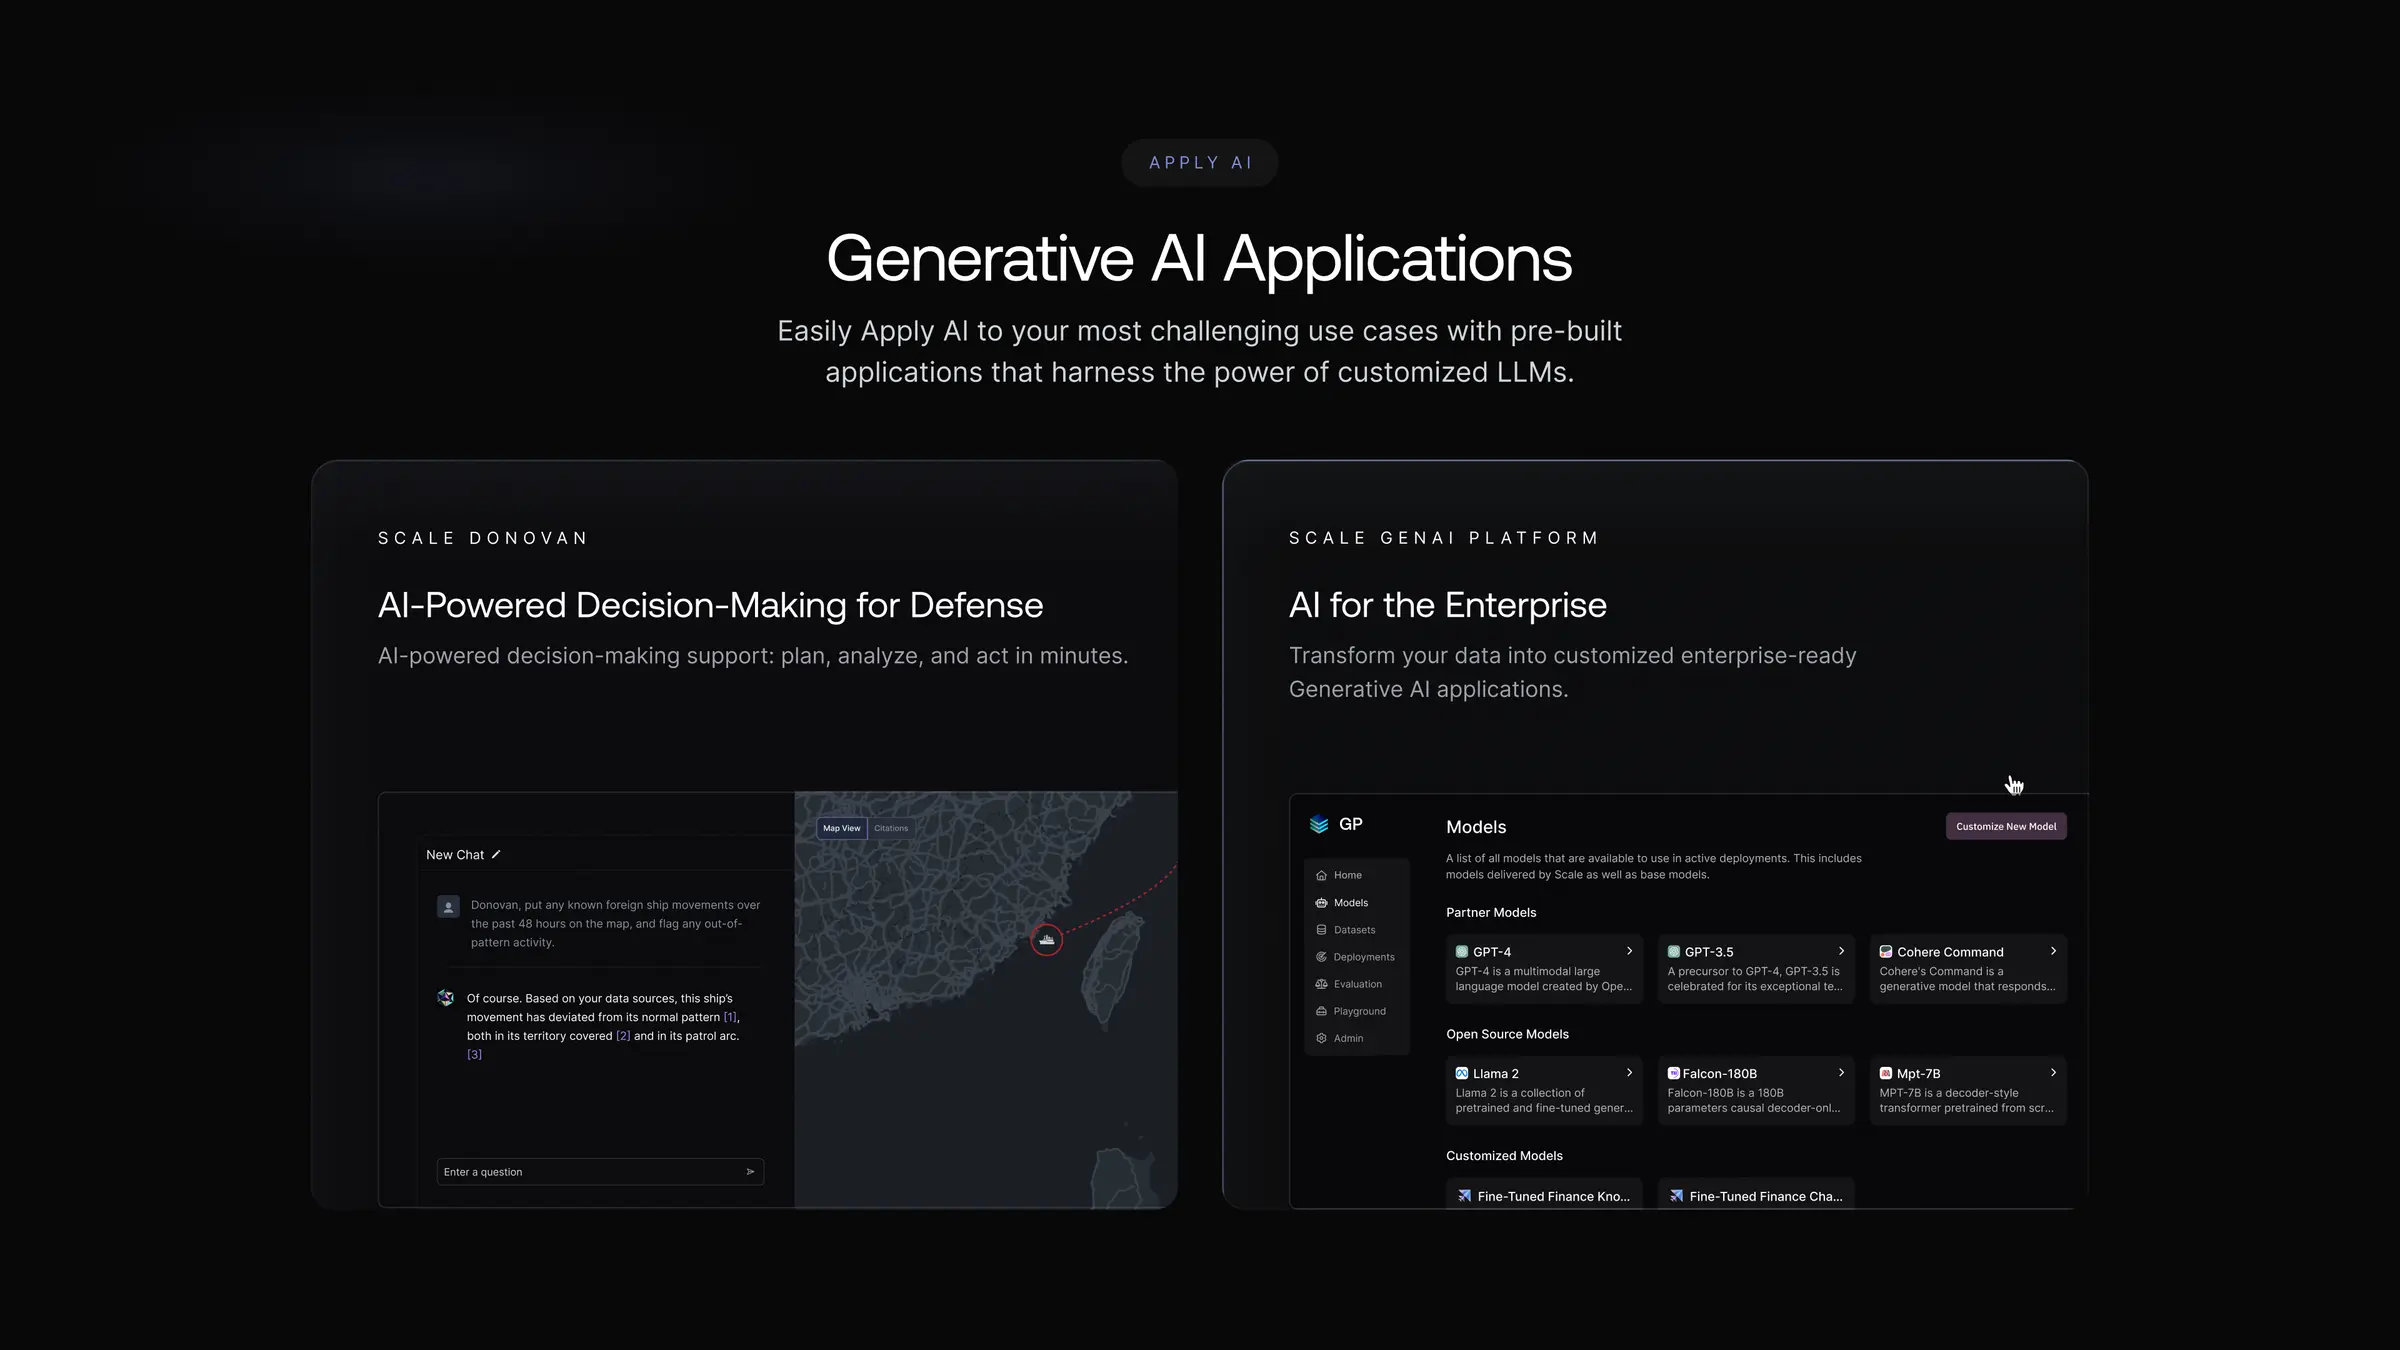 APPLY AI
Generative AI Applications
Easily Apply AI to your most challenging use cases with pre-built
applications that harness the power of customized LLMs.
SCALE DONOVAN
AI-Powered Decision-Making for Defense
AI-powered decision-making support: plan, analyze, and act in minutes.
New Chat
Donovan, put any known foreign ship movements over
the past 48 hours on the map, and flag any out-of-
pattern activity.
Of course. Based on your data sources, this ship's
movement has deviated from its normal pattern [1],
both in its territory covered [2] and in its patrol arc.
[3]
Enter a question
Map View
Citations
SCALE GENAI PLATFORM
AI for the Enterprise
Transform your data into customized enterprise-ready
Generative AI applications.
GP
Home
Models
Datasets
Deployments
Evaluation
Playground
Admin
Models
Customize New Model
A list of all models that are available to use in active deployments. This includes
models delivered by Scale as well as base models.
Partner Models
GPT-4
GPT-4 is a multimodal large
language model created by Ope...
GPT-3.5
A precursor to GPT-4, GPT-3.5 is
celebrated for its exceptional te...
Cohere Command
Cohere's Command is a
generative model that responds...
Open Source Models
Llama 2
Llama 2 is a collection of
pretrained and fine-tuned gener...
Falcon-180B
Falcon-180B is a 180B
parameters causal decoder-onl...
Mpt-7B
MPT-7B is a decoder-style
transformer pretrained from scr...
Customized Models
Fine-Tuned Finance Kno...
Fine-Tuned Finance Cha...